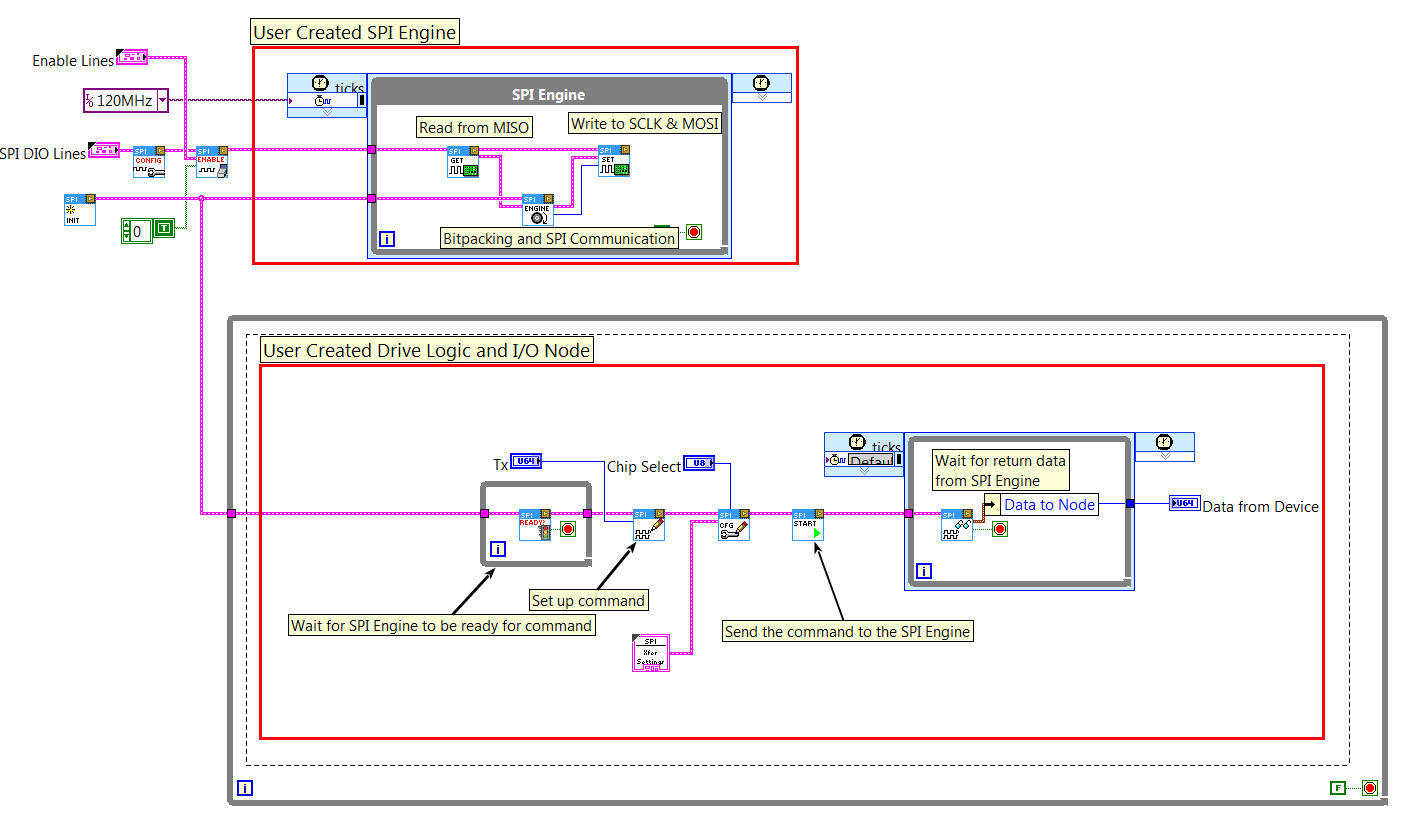 User Created SPI Engine
Enable Lines
120MHz
ticks
SPI Engine
Read from MISO
Write to SCLK & MOSI
SPI DIO Lines
SPI
CONFIG
SPI
ENABLE
SPI
GET
SPI
SET
SPI
INIT
0
T
SPI
ENGINE
i
Bitpacking and SPI Communication
User Created Drive Logic and I/O Node
Tx
U64
Chip Select
U8
ticks
Defau
Wait for return data
from SPI Engine
Data to Node
U64
Data from Device
SPI
READY?
SPI
SPI
CFG
SPI
START
SPI
i
i
Set up command
Wait for SPI Engine to be ready for command
Send the command to the SPI Engine
SPI
Xfer
Settings
i
F